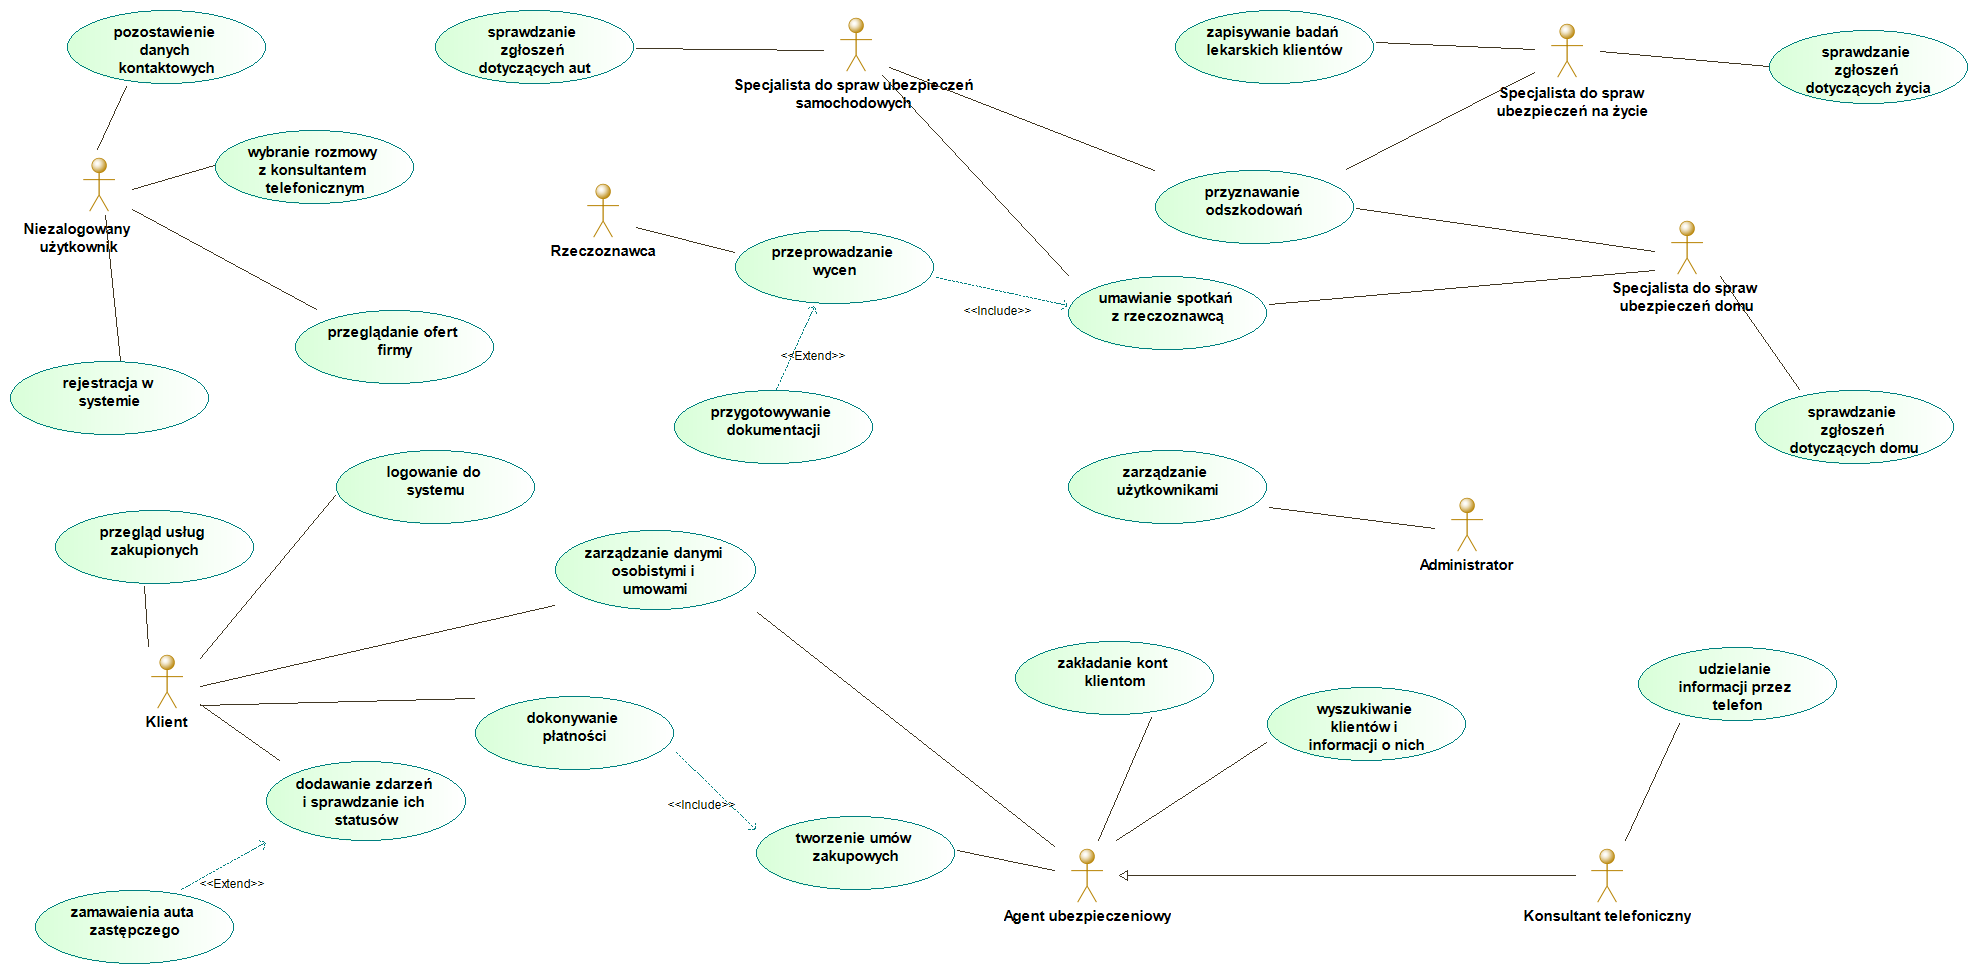 pozostawienie
danych
kontaktowych
sprawdzanie
zgłoszeń
dotyczących aut
Specjalista do spraw ubezpieczeń
samochodowych
zapisywanie badań
lekarskich klientów
Specjalista do spraw
ubezpieczeń na życie
sprawdzanie
zgłoszeń
dotyczących życia
wybranie rozmowy
z konsultantem
telefonicznym
Niezalogowany
użytkownik
Rzeczoznawca
przeprowadzanie
wycen
przyznawanie
odszkodowań
Specjalista do spraw
ubezpieczeń domu
<<Include>>
umawianie spotkań
z rzeczoznawcą
przeglądanie ofert
firmy
<<Extend>>
rejestracja w
systemie
przygotowywanie
dokumentacji
sprawdzanie
zgłoszeń
dotyczących domu
logowanie do
systemu
zarządzanie
użytkownikami
Administrator
przegląd usług
zakupionych
zarządzanie danymi
osobistymi i
umowami
Klient
zakładanie kont
klientom
wyszukiwanie
klientów i
informacji o nich
udzielanie
informacji przez
telefon
dokonywanie
płatności
dodawanie zdarzeń
i sprawdzanie ich
statusów
<<Include>>
tworzenie umów
zakupowych
<<Extend>>
zamawaienia auta
zastępczego
Agent ubezpieczeniowy
Konsultant telefoniczny